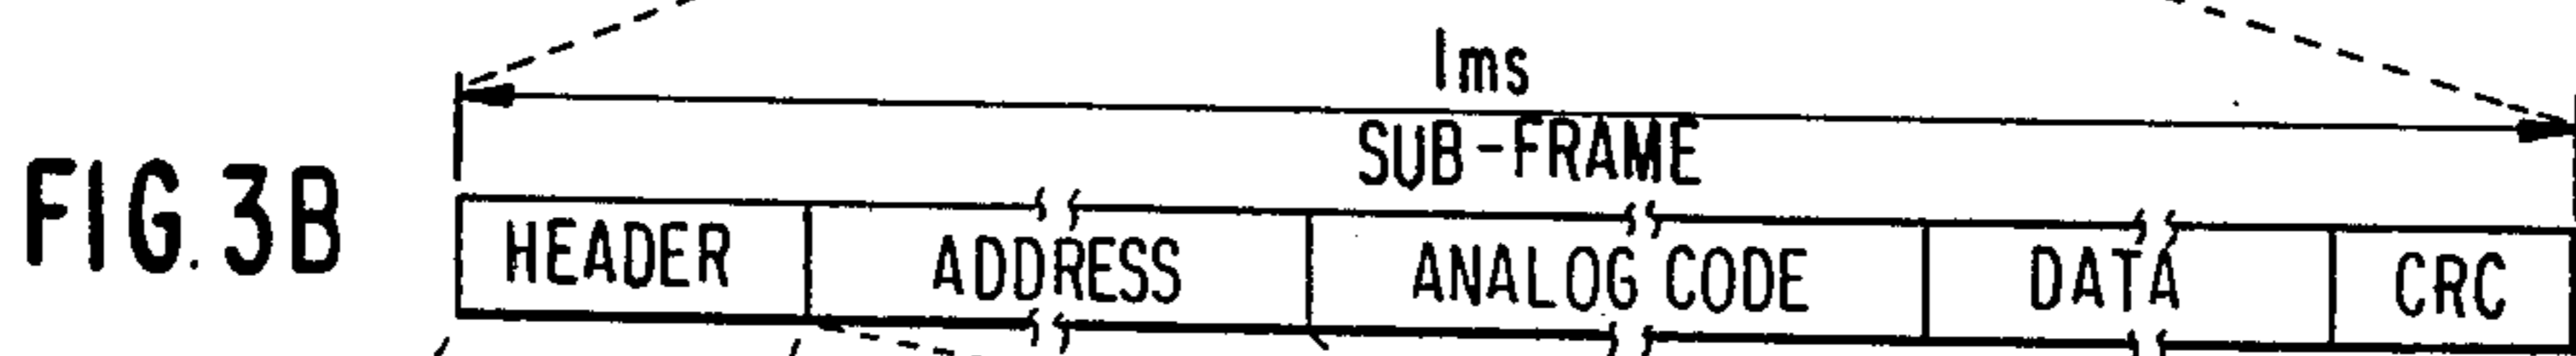 1ms
SUB-FRAME
FIG. 3B
HEADER ADDRESS ANALOG CODE DATA CRC